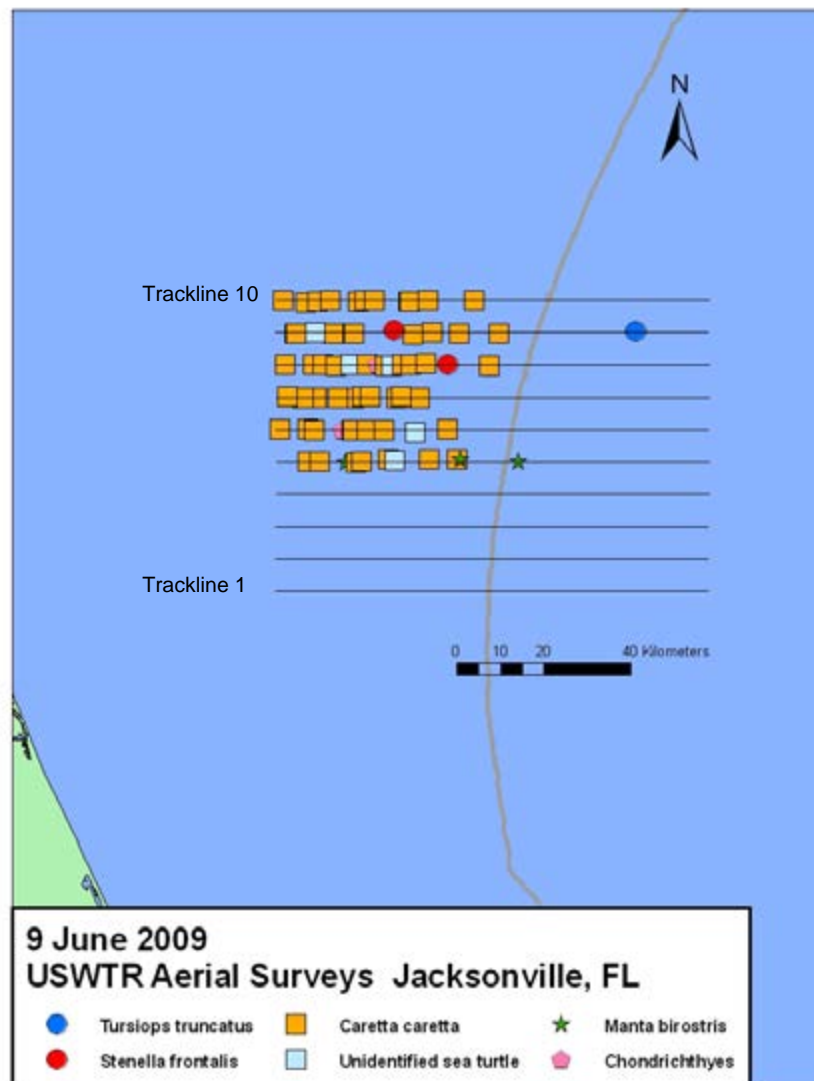 N
Trackline 10
Trackline 1
0 10 20 40 Kilometers
9 June 2009
USWTR Aerial Surveys Jacksonville, FL
Tursiops truncatus Caretta caretta Manta birostris
Stenella frontalis Unidentified sea turtle Chondrichthyes